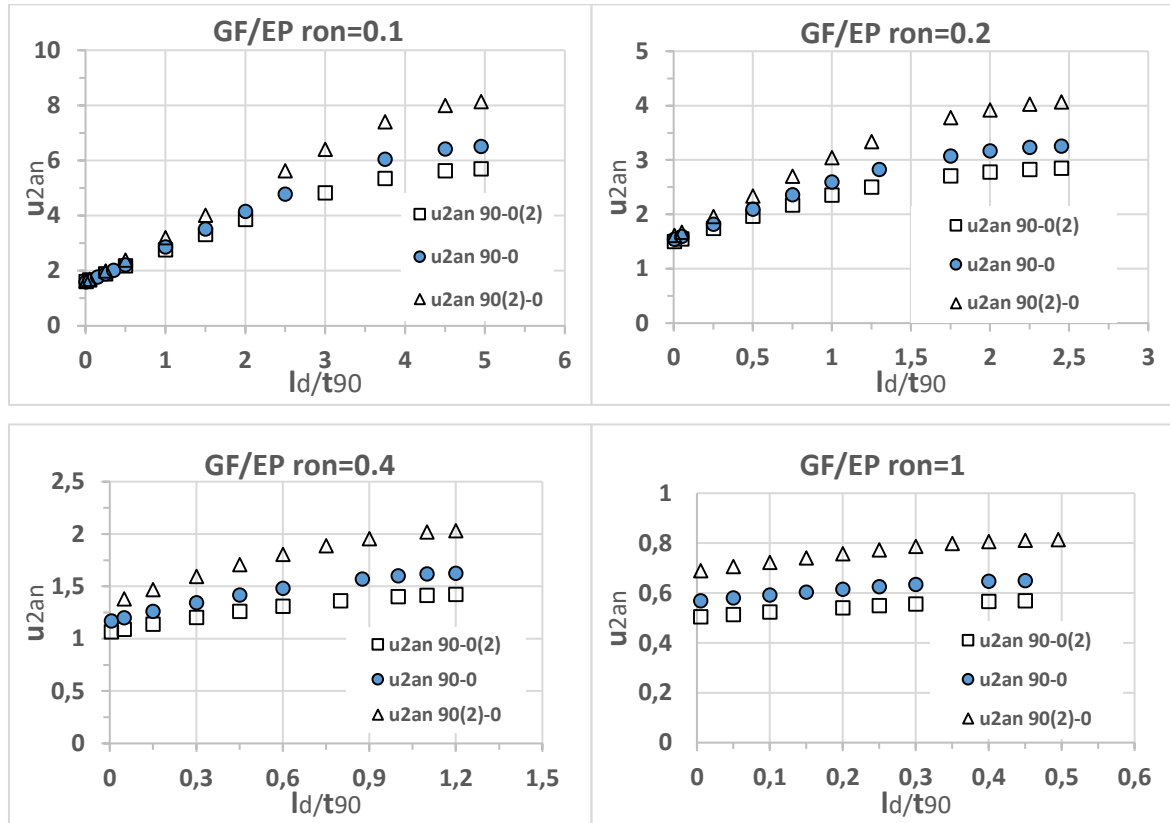 GF/EP ron=0.1
10
8
6
4
2
0
u2an
u2an 90-0(2)
u2an 90-0
u2an 90(2)-0
0 1 2 3 4 5 6
ld/t90
GF/EP ron=0.2
5
4
3
2
1
0
u2an
u2an 90-0(2)
u2an 90-0
u2an 90(2)-0
0 0,5 1 1,5 2 2,5 3
ld/t90
GF/EP ron=0.4
2,5
2
1,5
1
0,5
0
u2an
u2an 90-0(2)
u2an 90-0
u2an 90(2)-0
0 0,3 0,6 0,9 1,2 1,5
ld/t90
GF/EP ron=1
1
0,8
0,6
0,4
0,2
0
u2an
u2an 90-0(2)
u2an 90-0
u2an 90(2)-0
0 0,1 0,2 0,3 0,4 0,5 0,6
ld/t90